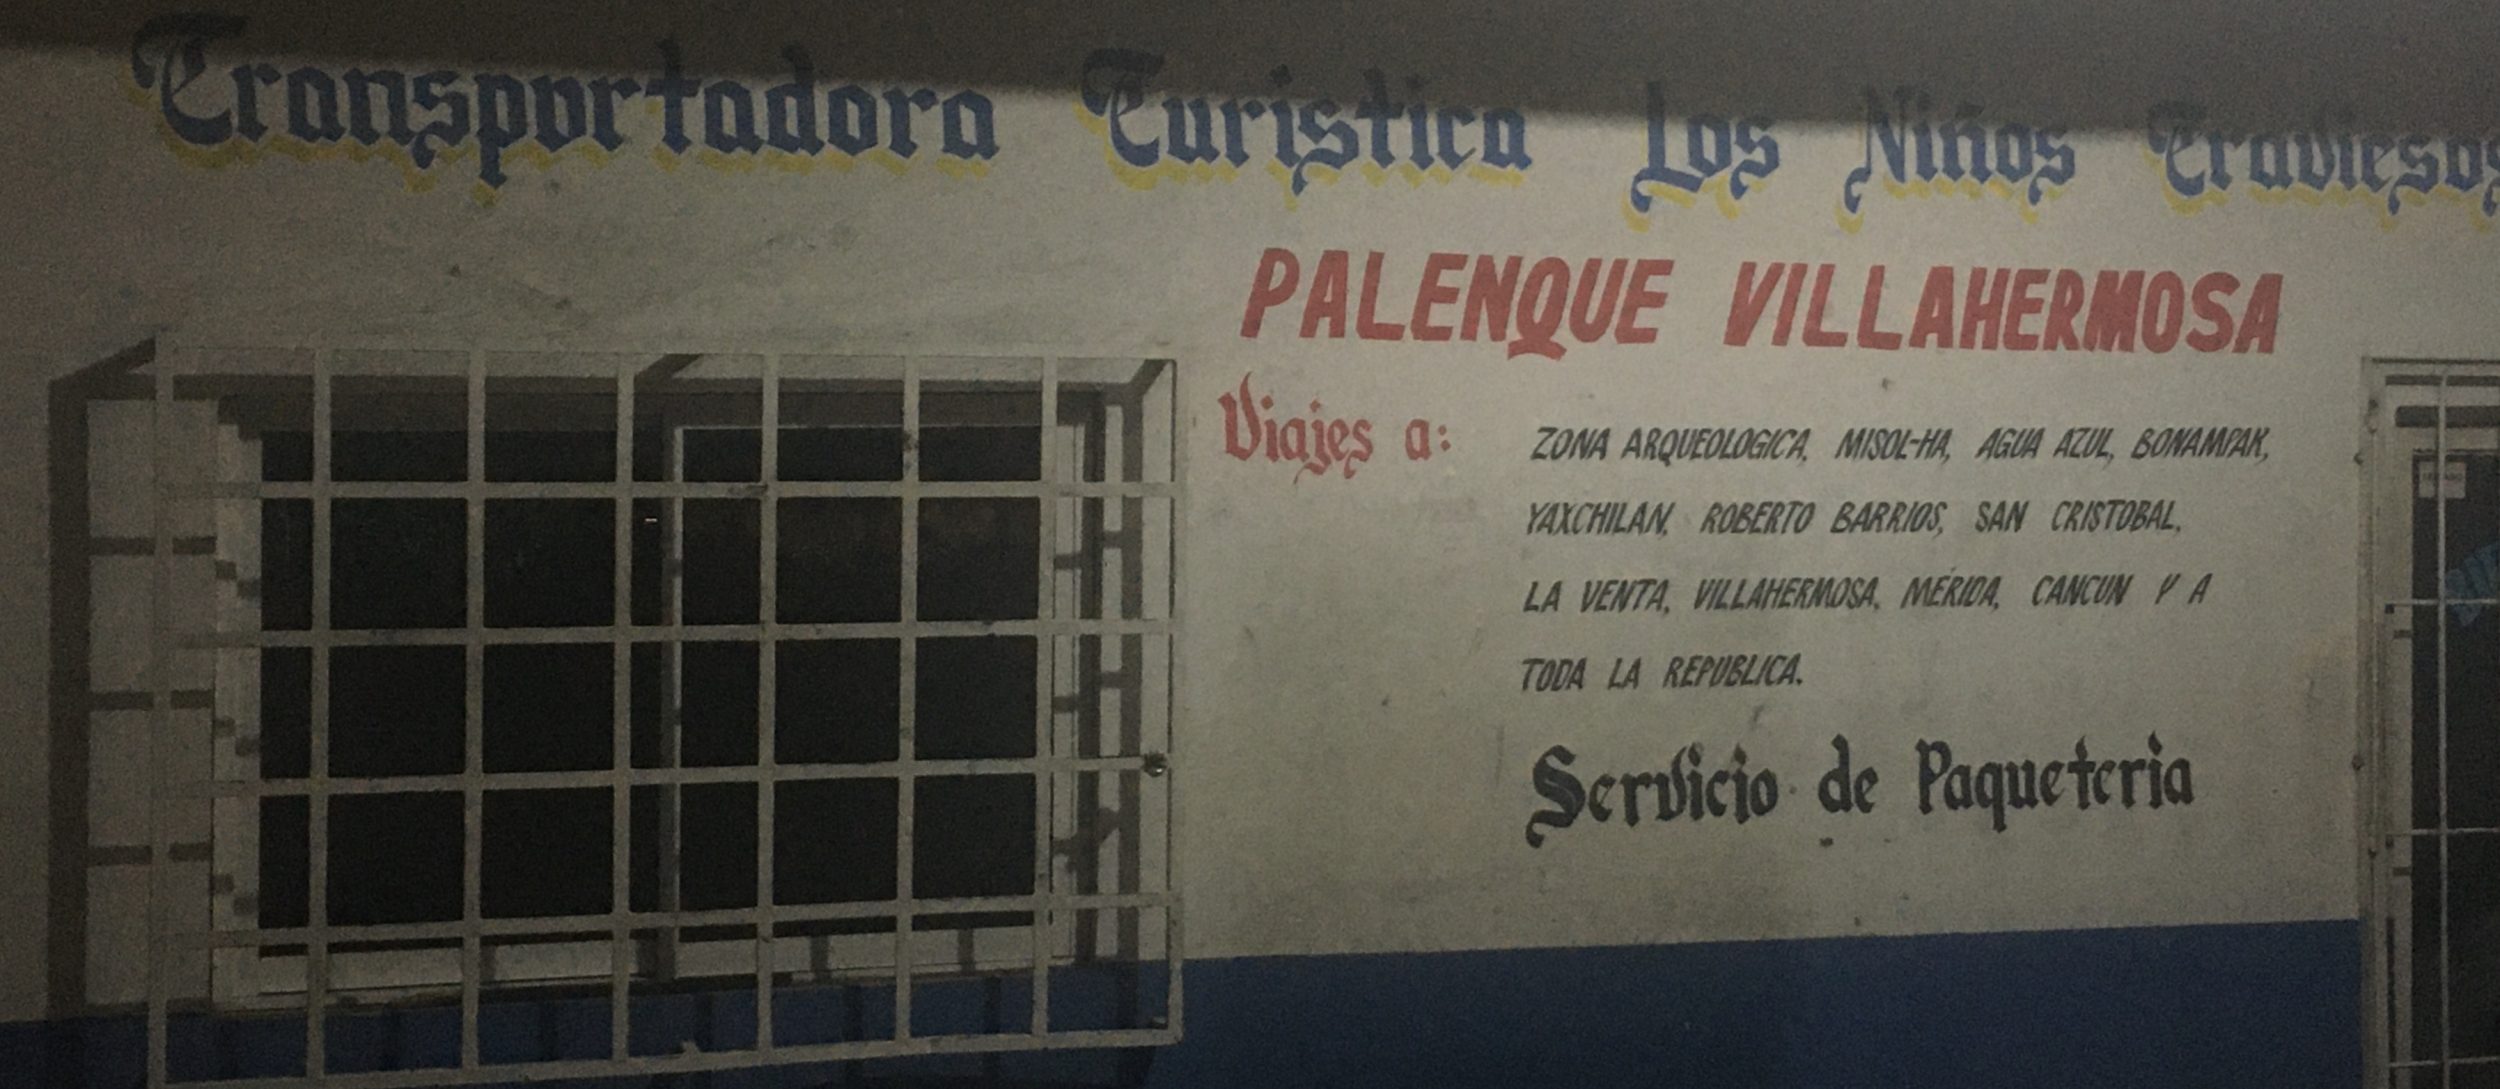 Transportadora Turistica Los Niños Traviesos
PALENQUE VILLAHERMOSA
Viajes a:
ZONA ARQUEOLOGICA, MISOL-HA, AGUA AZUL, BONAMPAK,
YAXCHILAN, ROBERTO BARRIOS, SAN CRISTOBAL,
LA VENTA, VILLAHERMOSA, MÉRIDA, CANCUN Y A
TODA LA REPUBLICA.
Servicio de Paqueteria